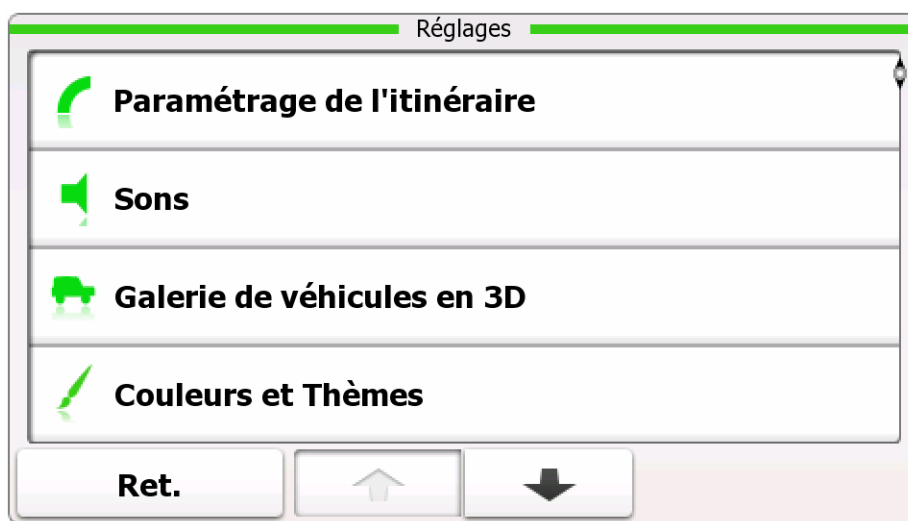 Réglages
Paramétrage de l'itinéraire
Sons
Galerie de véhicules en 3D
Couleurs et Thèmes
Ret.